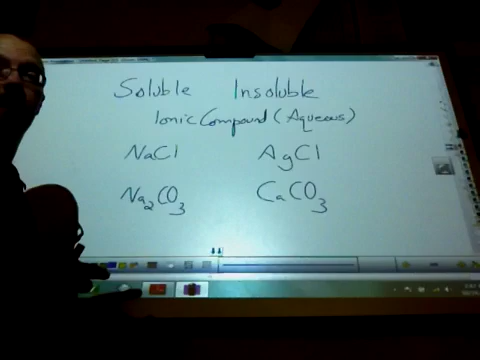 Soluble Insoluble
Ionic Compound (Aqueous)
NaCl AgCl
Na₂CO₃ CaCO₃